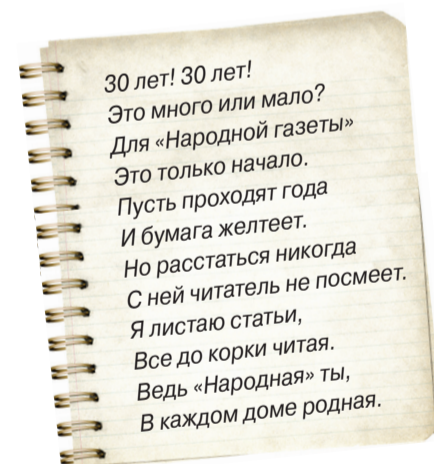 30 лет! 30 лет!
Это много или мало?
Для «Народной газеты»
Это только начало.
Пусть проходят года
И бумага желтеет.
Но расстаться никогда
С ней читатель не посмеет.
Я листаю статьи,
Все до корки читая.
Ведь «Народная» ты,
В каждом доме родная.